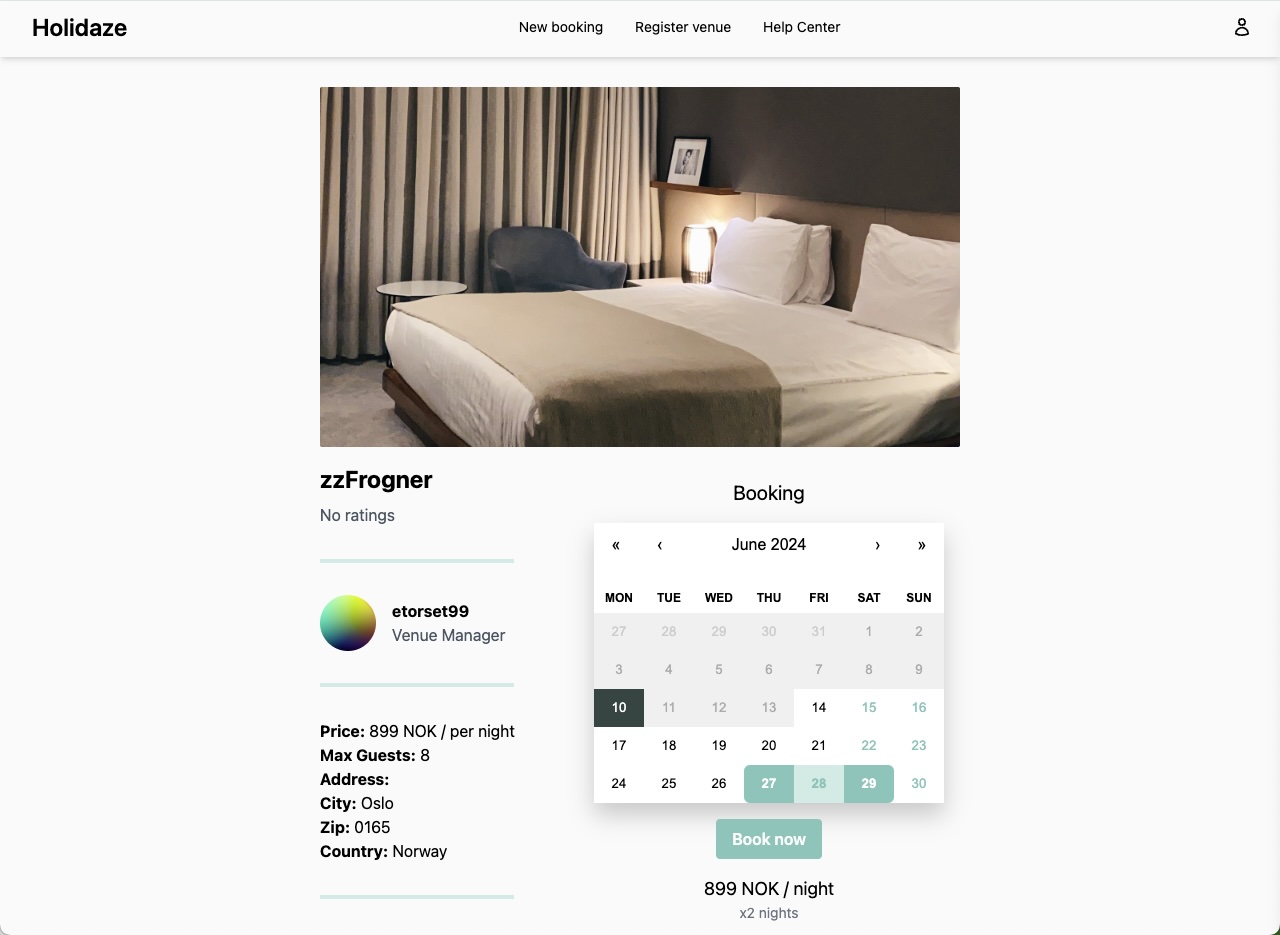 Holidaze
New booking
Register venue
Help Center
zzFrogner
No ratings
etorset99
Venue Manager
Price: 899 NOK / per night
Max Guests: 8
Address:
City: Oslo
Zip: 0165
Country: Norway
Booking
« ‹ June 2024 › »
MON TUE WED THU FRI SAT SUN
27 28 29 30 31 1 2
3 4 5 6 7 8 9
10 11 12 13 14 15 16
17 18 19 20 21 22 23
24 25 26 27 28 29 30
Book now
899 NOK / night
x2 nights